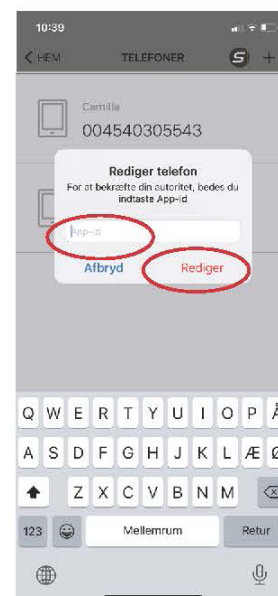 10:39
HEM TELEFONER S +
Camilla
004540305543
Rediger telefon
For at bekræfte din autoritet, bedes du
indtaste App-id
App-id
Afbryd Rediger
Q W E R T Y U I O P Å
A S D F G H J K L Æ Ø
Z X C V B N M
123 Mellemrum Retur